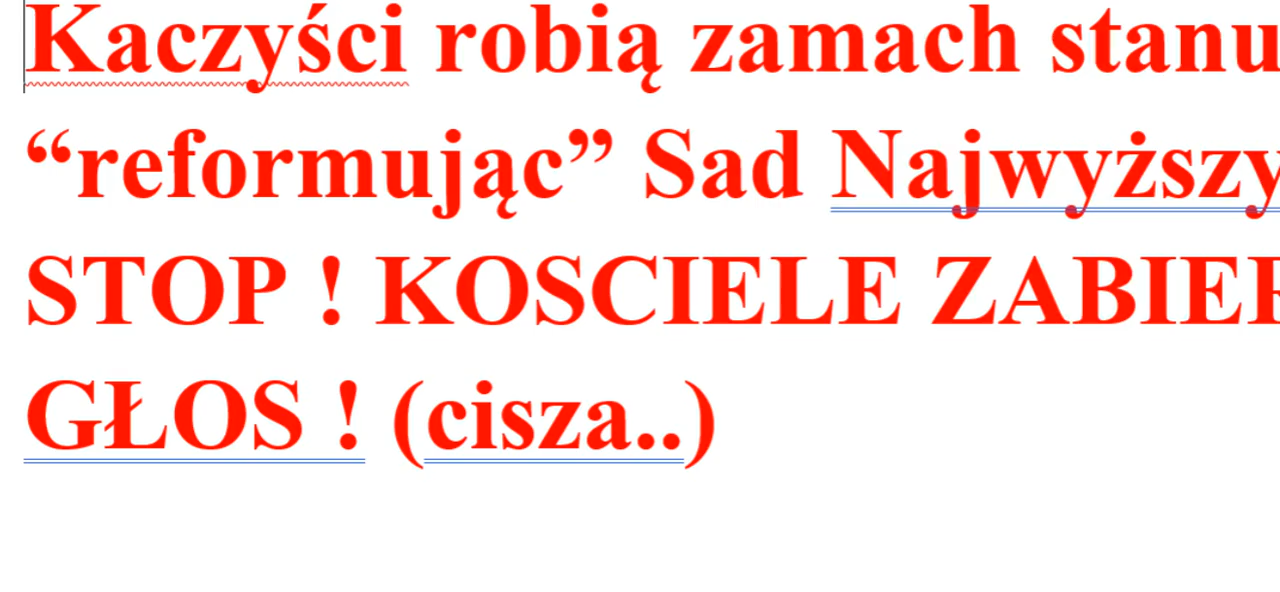 Kaczyści robią zamach stanu
“reformując” Sad Najwyższy
STOP ! KOSCIELE
GŁOS ! (cisza..)